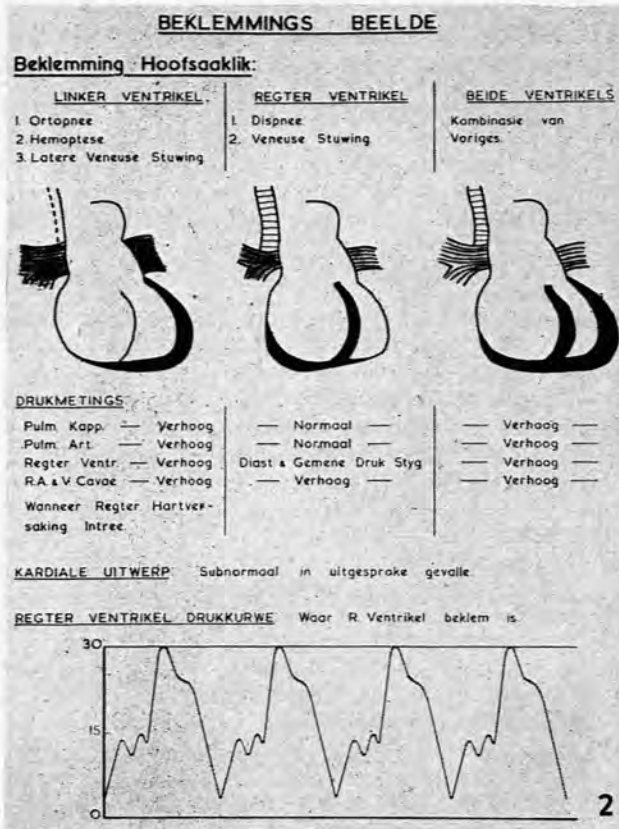 BEKLEMMINGS BEELDE
Beklemming Hoofsaaklik:
LINKER VENTRIKEL.
1. Ortopnee
2. Hemoptese
3. Latere Veneuse Stuwing
REGTER VENTRIKEL
1. Dispnee
2. Veneuse Stuwing
BEIDE VENTRIKELS
Kombinasie van
Voriges.
DRUKMETINGS
Pulm. Kapp. — Verhoog — Normaal — — Verhoog —
Pulm. Art. — Verhoog — Normaal — — Verhoog —
Regter Ventr. — Verhoog Diast & Gemene Druk Styg — Verhoog —
R.A. & V. Cavae — Verhoog — Verhoog — — Verhoog —
Wanneer Regter Hartver-
saking Intree.
KARDIALE UITWERP Subnormaal in uitgesproke gevalle.
REGTER VENTRIKEL DRUKKURWE Waar R. Ventrikel beklem is.
30
15
0
2